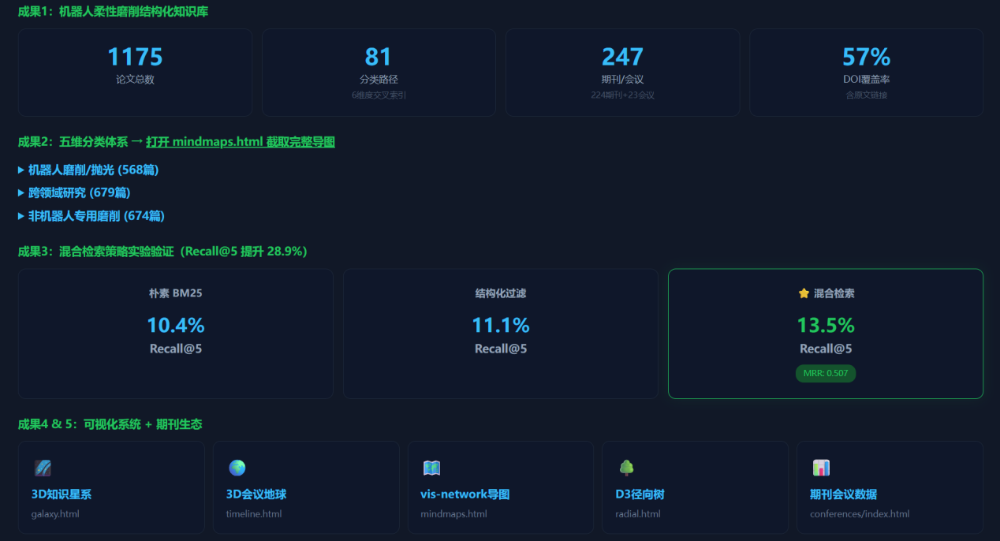 成果1：机器人柔性磨削结构化知识库
1175
论文总数
81
分类路径
6维度交叉索引
247
期刊/会议
224期刊+23会议
57%
DOI覆盖率
含原文链接
成果2：五维分类体系 → 打开 mindmaps.html 截取完整导图
▶ 机器人磨削/抛光 (568篇)
▶ 跨领域研究 (679篇)
▶ 非机器人专用磨削 (674篇)
成果3：混合检索策略实验验证（Recall@5 提升 28.9%）
朴素 BM25
10.4%
Recall@5
结构化过滤
11.1%
Recall@5
⭐ 混合检索
13.5%
Recall@5
MRR: 0.507
成果4 & 5：可视化系统 + 期刊生态
3D知识星系
galaxy.html
3D会议地球
timeline.html
vis-network导图
mindmaps.html
D3径向树
radial.html
期刊会议数据
conferences/index.html